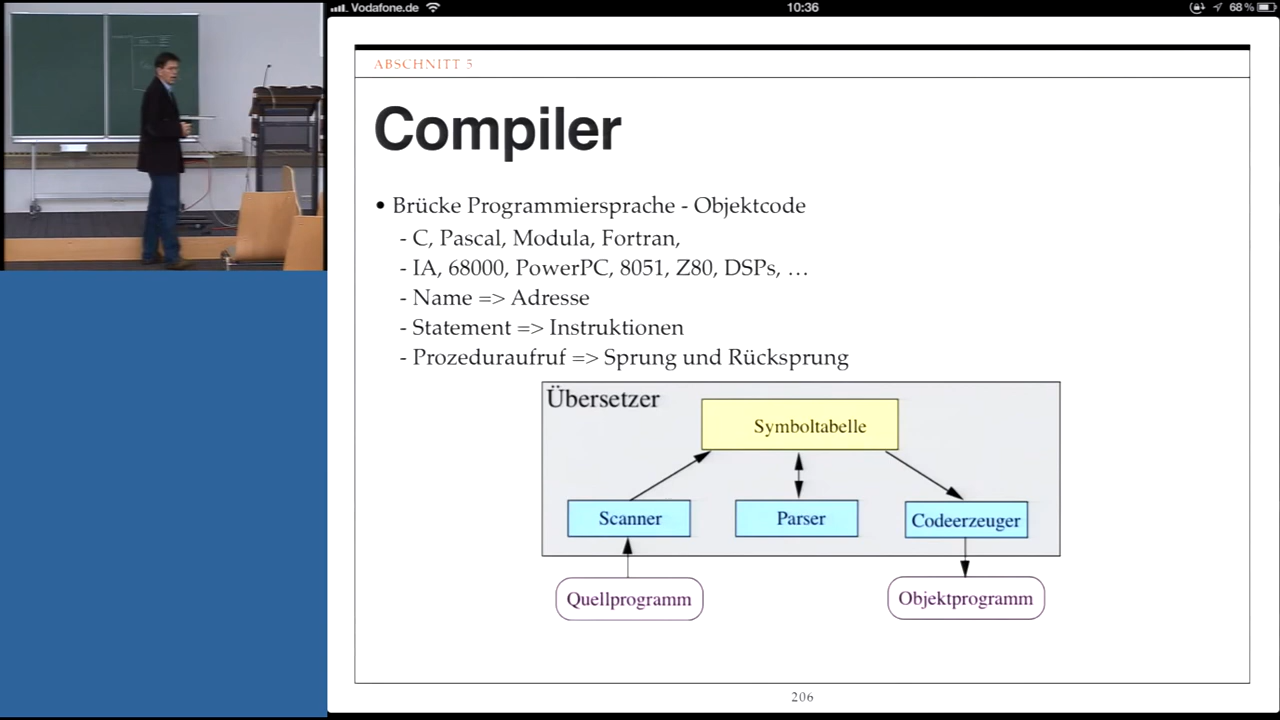 Vodafone.de
10:36
68 %
ABSCHNITT 5
Compiler
• Brücke Programmiersprache - Objektcode
- C, Pascal, Modula, Fortran,
- IA, 68000, PowerPC, 8051, Z80, DSPs, …
- Name => Adresse
- Statement => Instruktionen
- Prozeduraufruf => Sprung und Rücksprung
Übersetzer
Symboltabelle
Scanner
Parser
Codeerzeuger
Quellprogramm
Objektprogramm
206